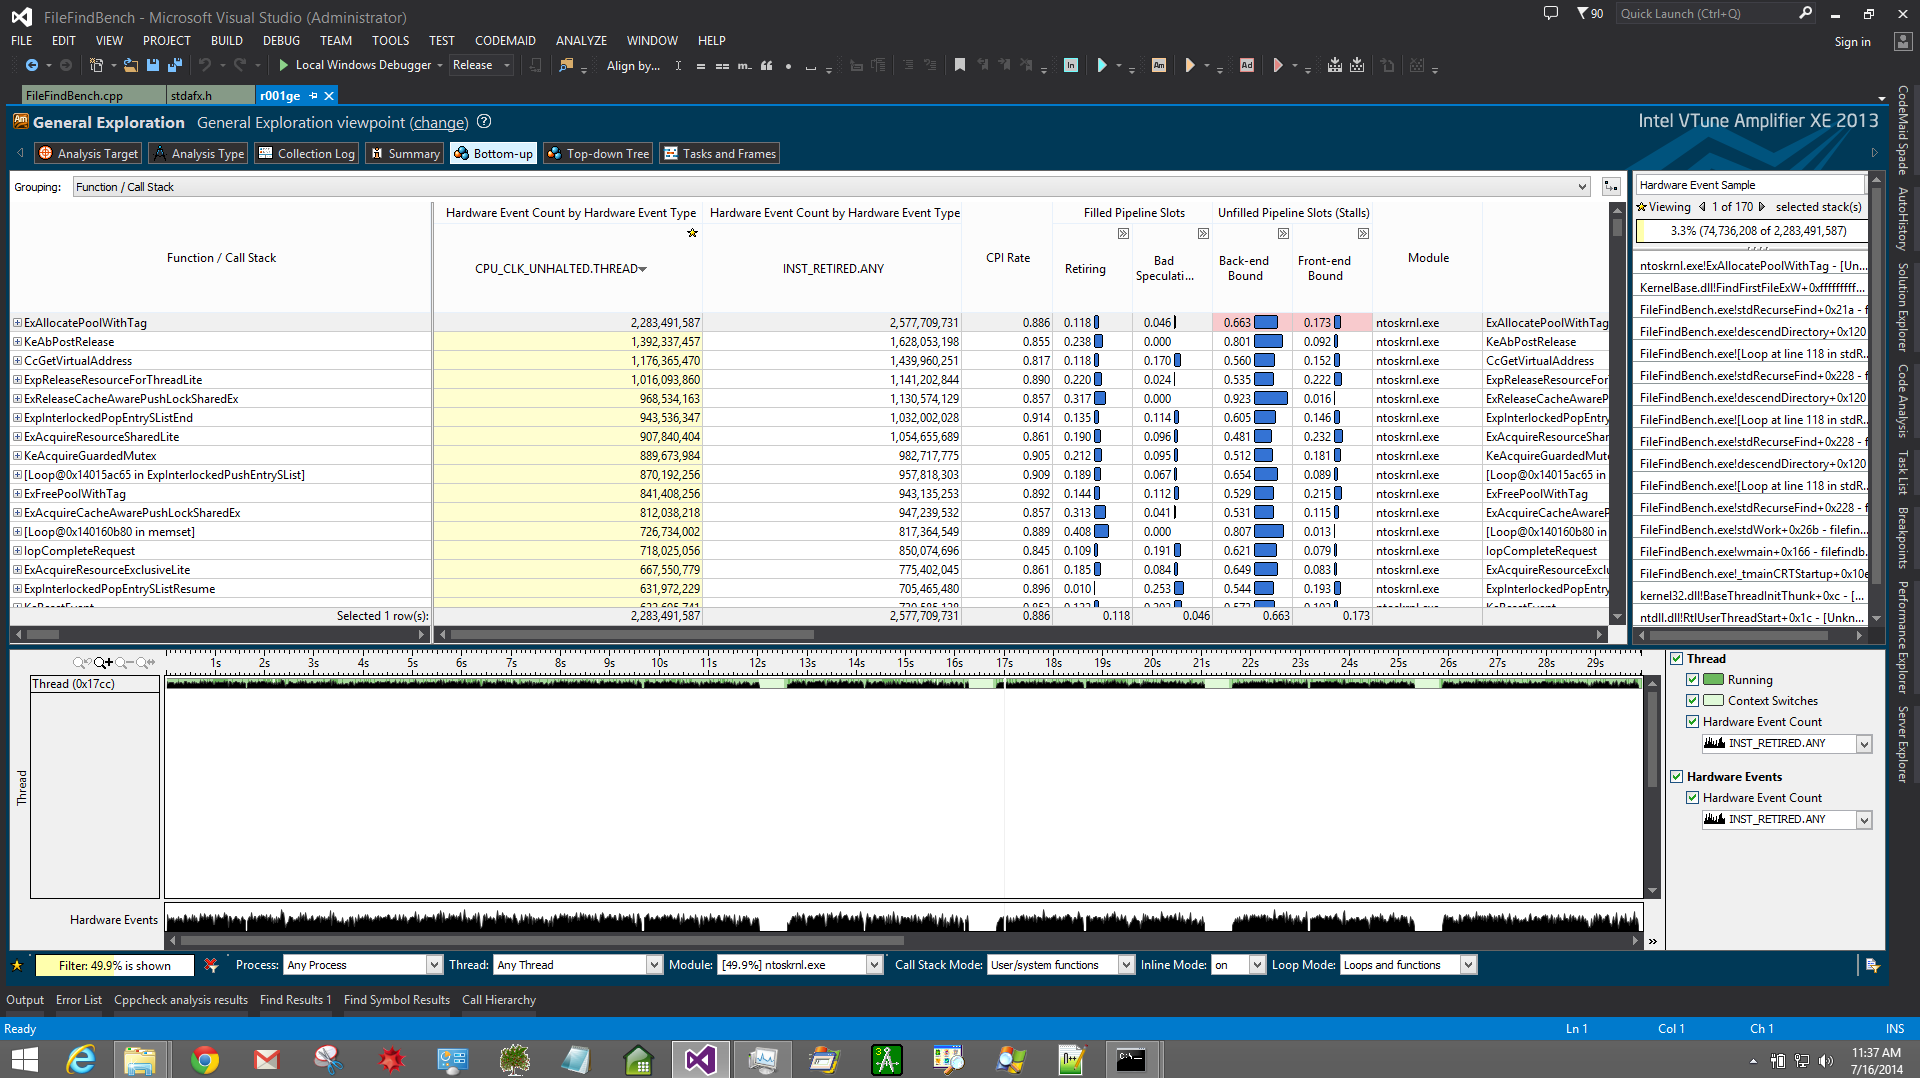 FileFindBench - Microsoft Visual Studio (Administrator)
90
Quick Launch (Ctrl+Q)
FILE EDIT VIEW PROJECT BUILD DEBUG TEAM TOOLS TEST CODEMAID ANALYZE WINDOW HELP
Sign in
Local Windows Debugger Release Align by...
FileFindBench.cpp stdafx.h r001ge
General Exploration General Exploration viewpoint (change)
Intel VTune Amplifier XE 2013
Analysis Target Analysis Type Collection Log Summary Bottom-up Top-down Tree Tasks and Frames
Grouping: Function / Call Stack
Function / Call Stack
Hardware Event Count by Hardware Event Type
CPU_CLK_UNHALTED.THREAD
Hardware Event Count by Hardware Event Type
INST_RETIRED.ANY
CPI Rate
Filled Pipeline Slots
Retiring
Bad Speculati...
Unfilled Pipeline Slots (Stalls)
Back-end Bound
Front-end Bound
Module
ExAllocatePoolWithTag 2,283,491,587 2,577,709,731 0.886 0.118 0.046 0.663 0.173 ntoskrnl.exe ExAllocatePoolWithTag
KeAbPostRelease 1,392,337,457 1,628,053,198 0.855 0.238 0.000 0.801 0.092 ntoskrnl.exe KeAbPostRelease
CcGetVirtualAddress 1,176,365,470 1,439,960,251 0.817 0.118 0.170 0.560 0.152 ntoskrnl.exe CcGetVirtualAddress
ExpReleaseResourceForThreadLite 1,016,093,860 1,141,202,844 0.890 0.220 0.024 0.535 0.222 ntoskrnl.exe ExpReleaseResourceFor
ExReleaseCacheAwarePushLockSharedEx 968,534,163 1,130,574,129 0.857 0.317 0.000 0.923 0.016 ntoskrnl.exe ExReleaseCacheAwareP
ExpInterlockedPopEntrySListEnd 943,536,347 1,032,002,028 0.914 0.135 0.114 0.605 0.146 ntoskrnl.exe ExpInterlockedPopEntry
ExAcquireResourceSharedLite 907,840,404 1,054,655,689 0.861 0.190 0.096 0.481 0.232 ntoskrnl.exe ExAcquireResourceShar
KeAcquireGuardedMutex 889,673,984 982,717,775 0.905 0.212 0.095 0.512 0.181 ntoskrnl.exe KeAcquireGuardedMutex
[Loop@0x14015ac65 in ExpInterlockedPushEntrySList] 870,192,256 957,818,303 0.909 0.189 0.067 0.654 0.089 ntoskrnl.exe [Loop@0x14015ac65 in
ExFreePoolWithTag 841,408,256 943,135,253 0.892 0.144 0.112 0.529 0.215 ntoskrnl.exe ExFreePoolWithTag
ExAcquireCacheAwarePushLockSharedEx 812,038,218 947,239,532 0.857 0.313 0.041 0.531 0.115 ntoskrnl.exe ExAcquireCacheAwareP
[Loop@0x140160b80 in memset] 726,734,002 817,364,549 0.889 0.408 0.000 0.807 0.013 ntoskrnl.exe [Loop@0x140160b80 in
IopCompleteRequest 718,025,056 850,074,696 0.845 0.109 0.191 0.621 0.079 ntoskrnl.exe IopCompleteRequest
ExAcquireResourceExclusiveLite 667,550,779 775,402,045 0.861 0.185 0.084 0.649 0.083 ntoskrnl.exe ExAcquireResourceExclu
ExpInterlockedPopEntrySListResume 631,972,229 705,465,480 0.896 0.010 0.253 0.544 0.193 ntoskrnl.exe ExpInterlockedPopEntry
Selected 1 row(s): 2,283,491,587 2,577,709,731 0.886 0.118 0.046 0.663 0.173
Hardware Event Sample
Viewing 1 of 170 selected stack(s)
3.3% (74,736,208 of 2,283,491,587)
ntoskrnl.exe!ExAllocatePoolWithTag - [Un...
KernelBase.dll!FindFirstFileExW+0xfffffffff...
FileFindBench.exe!stdRecurseFind+0x21a - f
FileFindBench.exe!descendDirectory+0x120
FileFindBench.exe![Loop at line 118 in stdR...
FileFindBench.exe!stdRecurseFind+0x228 - f
FileFindBench.exe!descendDirectory+0x120
FileFindBench.exe![Loop at line 118 in stdR...
FileFindBench.exe!stdRecurseFind+0x228 - f
FileFindBench.exe!descendDirectory+0x120
FileFindBench.exe![Loop at line 118 in stdR...
FileFindBench.exe!stdRecurseFind+0x228 - f
FileFindBench.exe!stdWork+0x26b - filefin...
FileFindBench.exe!wmain+0x166 - filefindb...
FileFindBench.exe!_tmainCRTStartup+0x10e
kernel32.dll!BaseThreadInitThunk+0xc - [...
ntdll.dll!RtlUserThreadStart+0x1c - [Unkn...
CodeMaid Spade
AutoHistory
Solution Explorer
Code Analysis
Task List
Breakpoints
Performance Explorer
Server Explorer
1s 2s 3s 4s 5s 6s 7s 8s 9s 10s 11s 12s 13s 14s 15s 16s 17s 18s 19s 20s 21s 22s 23s 24s 25s 26s 27s 28s 29s
Thread (0x17cc)
Thread
Hardware Events
Thread
Running
Context Switches
Hardware Event Count
INST_RETIRED.ANY
Hardware Events
Hardware Event Count
INST_RETIRED.ANY
Filter: 49.9% is shown Process: Any Process Thread: Any Thread Module: [49.9%] ntoskrnl.exe Call Stack Mode: User/system functions Inline Mode: on Loop Mode: Loops and functions
Output Error List Cppcheck analysis results Find Results 1 Find Symbol Results Call Hierarchy
Ready Ln 1 Col 1 Ch 1 INS
11:37 AM
7/16/2014